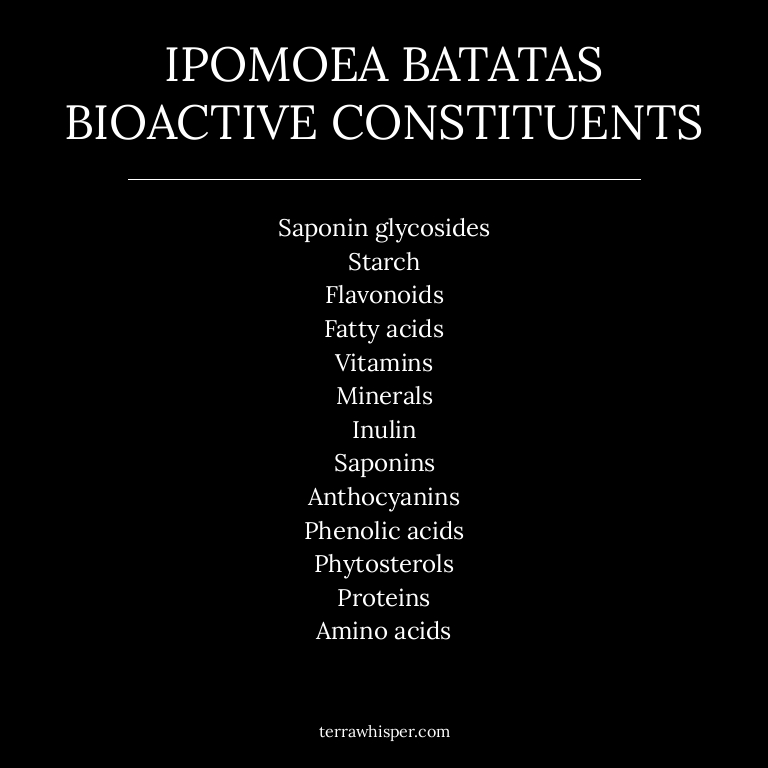 IPOMOEA BATATAS
BIOACTIVE CONSTITUENTS
Saponin glycosides
Starch
Flavonoids
Fatty acids
Vitamins
Minerals
Inulin
Saponins
Anthocyanins
Phenolic acids
Phytosterols
Proteins
Amino acids
terrawhisper.com